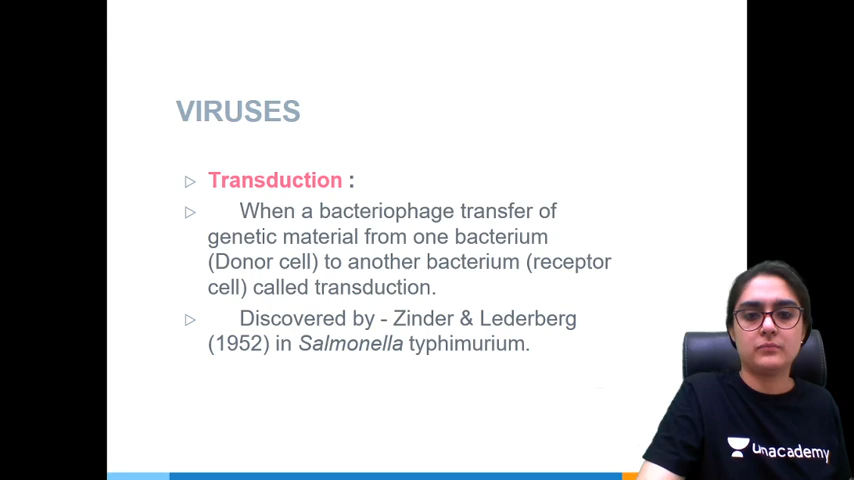 VIRUSES
Transduction :
When a bacteriophage transfer of
genetic material from one bacterium
(Donor cell) to another bacterium (receptor
cell) called transduction.
Discovered by - Zinder & Lederberg
(1952) in Salmonella typhimurium.
unacademy